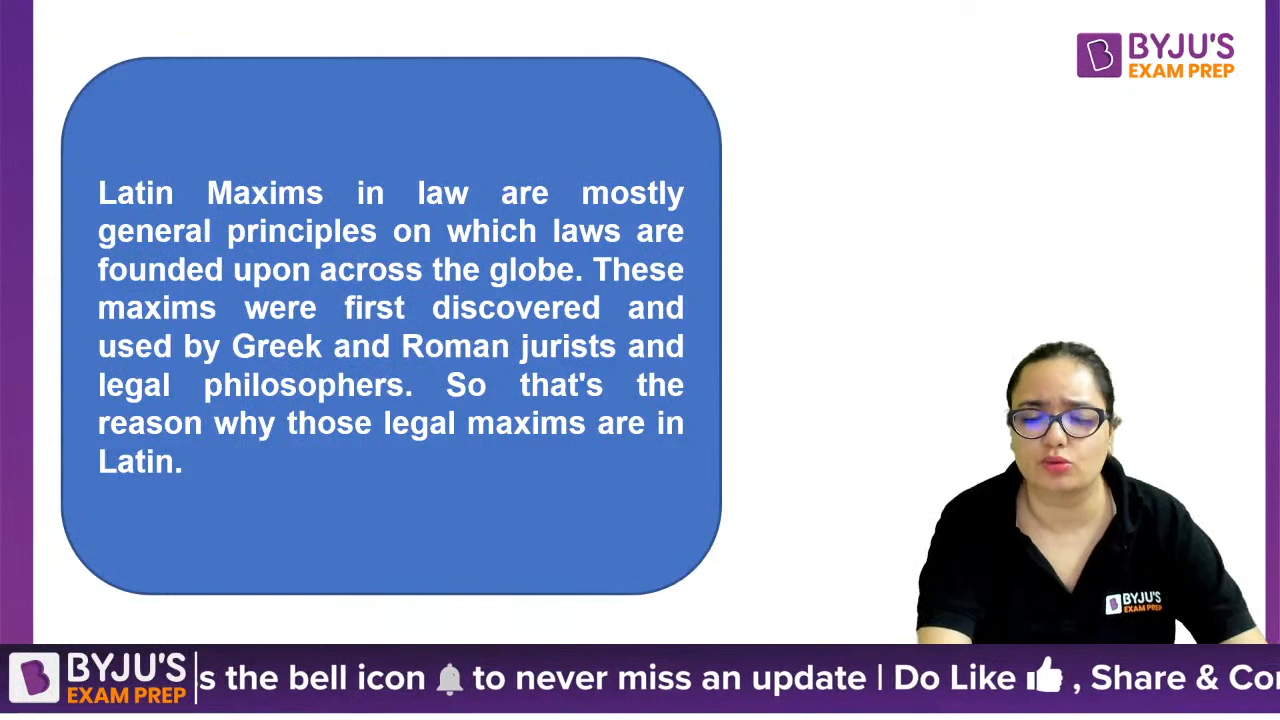 BYJU'S
EXAM PREP
Latin Maxims in law are mostly
general principles on which laws are
founded upon across the globe. These
maxims were first discovered and
used by Greek and Roman jurists and
legal philosophers. So that's the
reason why those legal maxims are in
Latin.
BYJU'S
EXAM PREP
BYJU'S
EXAM PREP
s the bell icon to never miss an update | Do Like , Share &